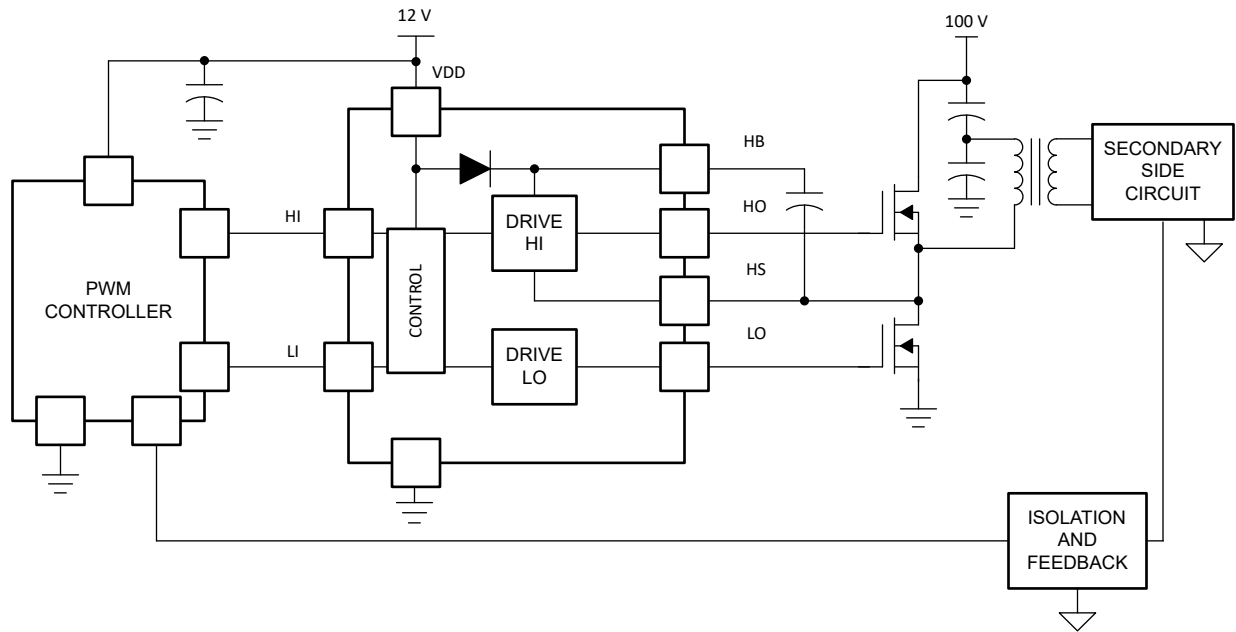 12 V
100 V
VDD
HB
SECONDARY
SIDE
CIRCUIT
HI
DRIVE
HI
HO
PWM
CONTROLLER
CONTROL
HS
LI
DRIVE
LO
LO
ISOLATION
AND
FEEDBACK